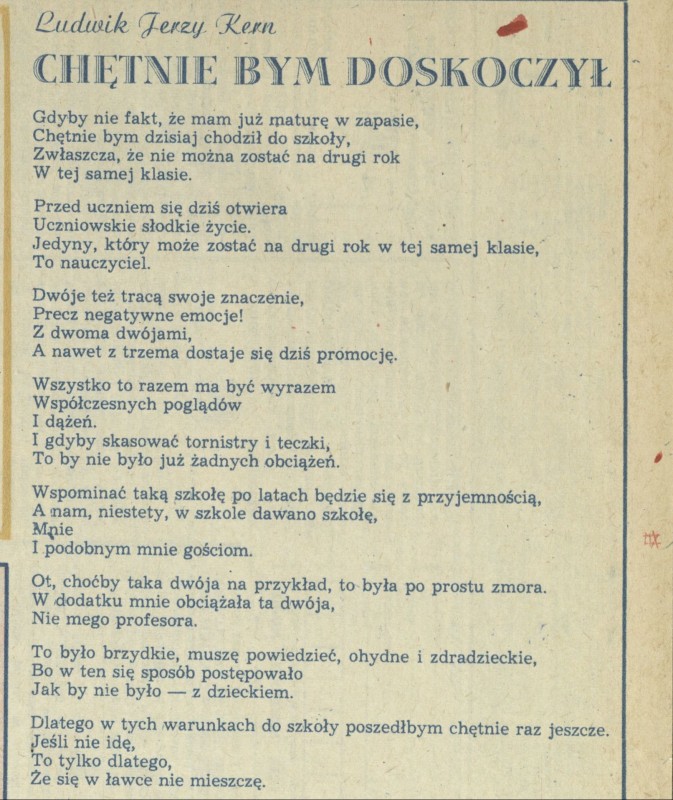 Ludwik Jerzy Kern
CHĘTNIE BYM DOSKOCZYŁ
Gdyby nie fakt, że mam już maturę w zapasie,
Chętnie bym dzisiaj chodził do szkoły,
Zwłaszcza, że nie można zostać na drugi rok
W tej samej klasie.
Przed uczniem się dziś otwiera
Uczniowskie słodkie życie.
Jedyny, który może zostać na drugi rok w tej samej klasie,
To nauczyciel.
Dwóje też tracą swoje znaczenie,
Precz negatywne emocje!
Z dwoma dwójami,
A nawet z trzema dostaje się dziś promocję.
Wszystko to razem ma być wyrazem
Współczesnych poglądów
I dążeń.
I gdyby skasować tornistry i teczki,
To by nie było już żadnych obciążeń.
Wspominać taką szkołę po latach będzie się z przyjemnością,
A nam, niestety, w szkole dawano szkołę,
Mnie
I podobnym mnie gościom.
Ot, choćby taka dwója na przykład, to była po prostu zmora.
W dodatku mnie obciążała ta dwója,
Nie mego profesora.
To było brzydkie, muszę powiedzieć, ohydne i zdradzieckie,
Bo w ten się sposób postępowało
Jak by nie było — z dzieckiem.
Dlatego w tych warunkach do szkoły poszedłbym chętnie raz jeszcze.
Jeśli nie idę,
To tylko dlatego,
Że się w ławce nie mieszczę.